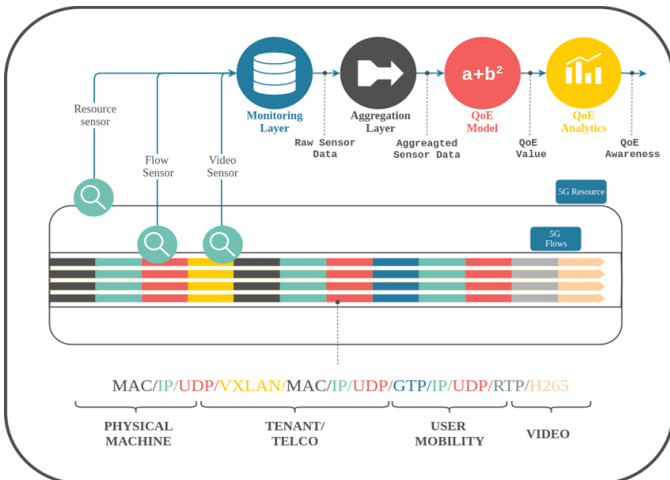 Resource
sensor
Flow
Sensor
Video
Sensor
Monitoring
Layer
Aggregation
Layer
a+b²
QoE
Model
QoE
Analytics
Raw Sensor
Data
Aggreagted
Sensor Data
QoE
Value
QoE
Awareness
5G Resource
5G
Flows
MAC/IP/UDP/VXLAN/MAC/IP/UDP/GTP/IP/UDP/RTP/H265
PHYSICAL
MACHINE
TENANT/
TELCO
USER
MOBILITY
VIDEO